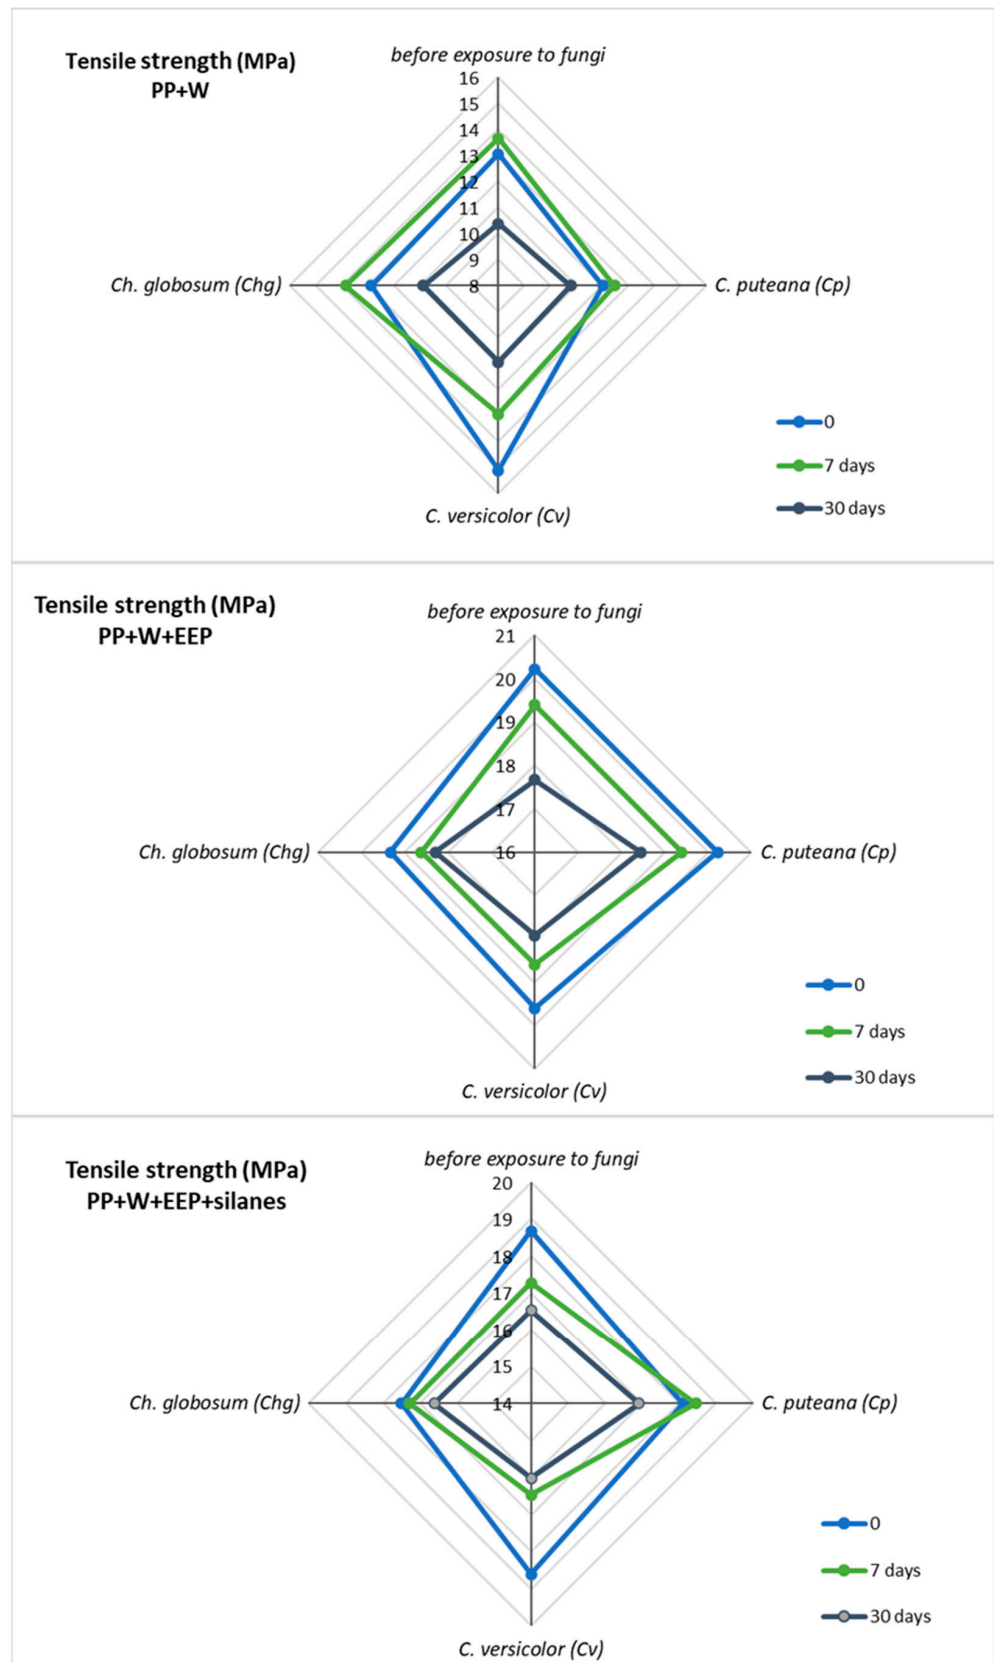 Tensile strength (MPa)
PP+W
before exposure to fungi
16
15
14
13
12
11
10
9
8
Ch. globosum (Chg)
C. puteana (Cp)
C. versicolor (Cv)
0
7 days
30 days
Tensile strength (MPa)
PP+W+EEP
before exposure to fungi
21
20
19
18
17
16
Ch. globosum (Chg)
C. puteana (Cp)
C. versicolor (Cv)
0
7 days
30 days
Tensile strength (MPa)
PP+W+EEP+silanes
before exposure to fungi
20
19
18
17
16
15
14
Ch. globosum (Chg)
C. puteana (Cp)
C. versicolor (Cv)
0
7 days
30 days